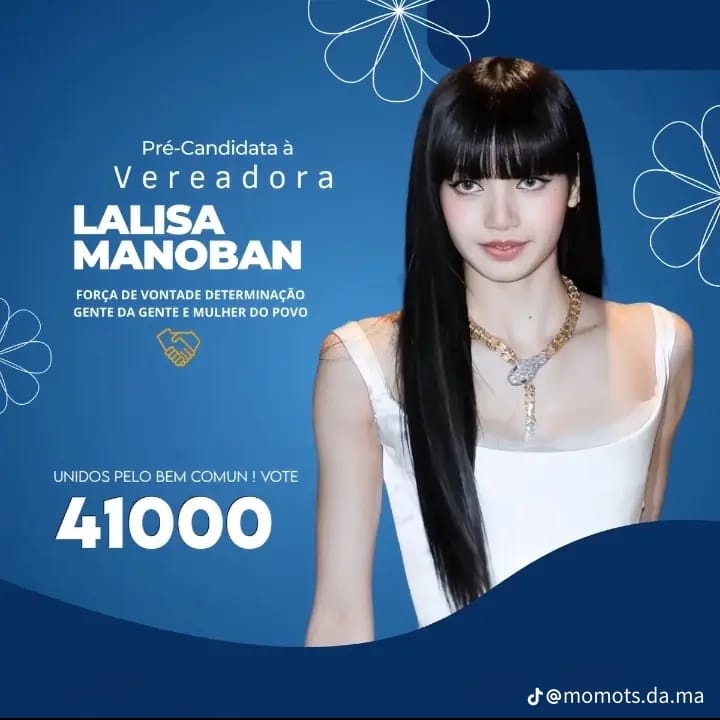 Pré-Candidata à
Vereadora
LALISA
MANOBAN
FORÇA DE VONTADE DETERMINAÇÃO
GENTE DA GENTE E MULHER DO POVO
UNIDOS PELO BEM COMUN ! VOTE
41000
@momots.da.ma